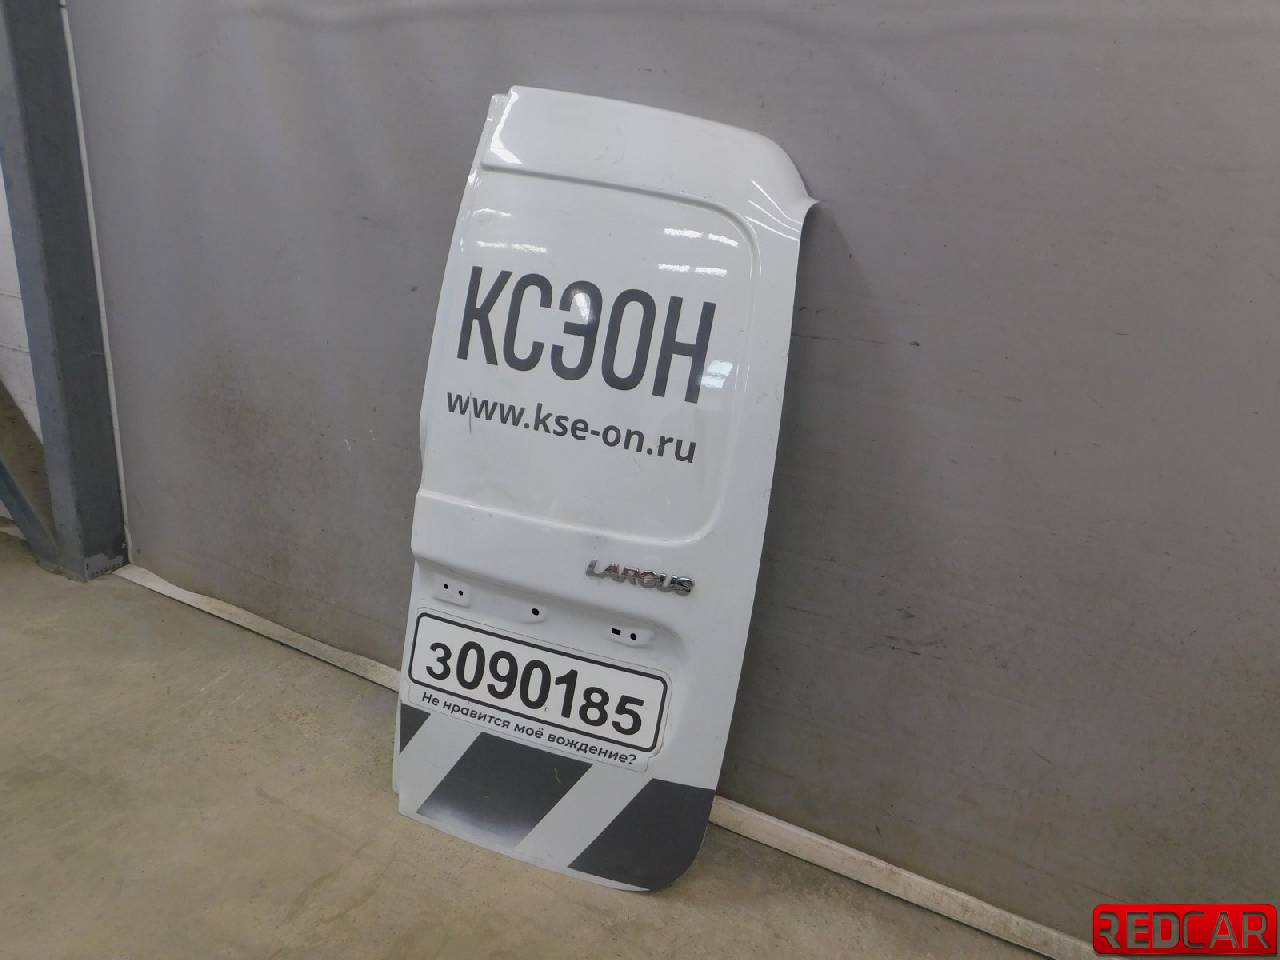 КСЭОН
www.kse-on.ru
LARGUS
3090185
Не нравится моё вождение?
REDCAR